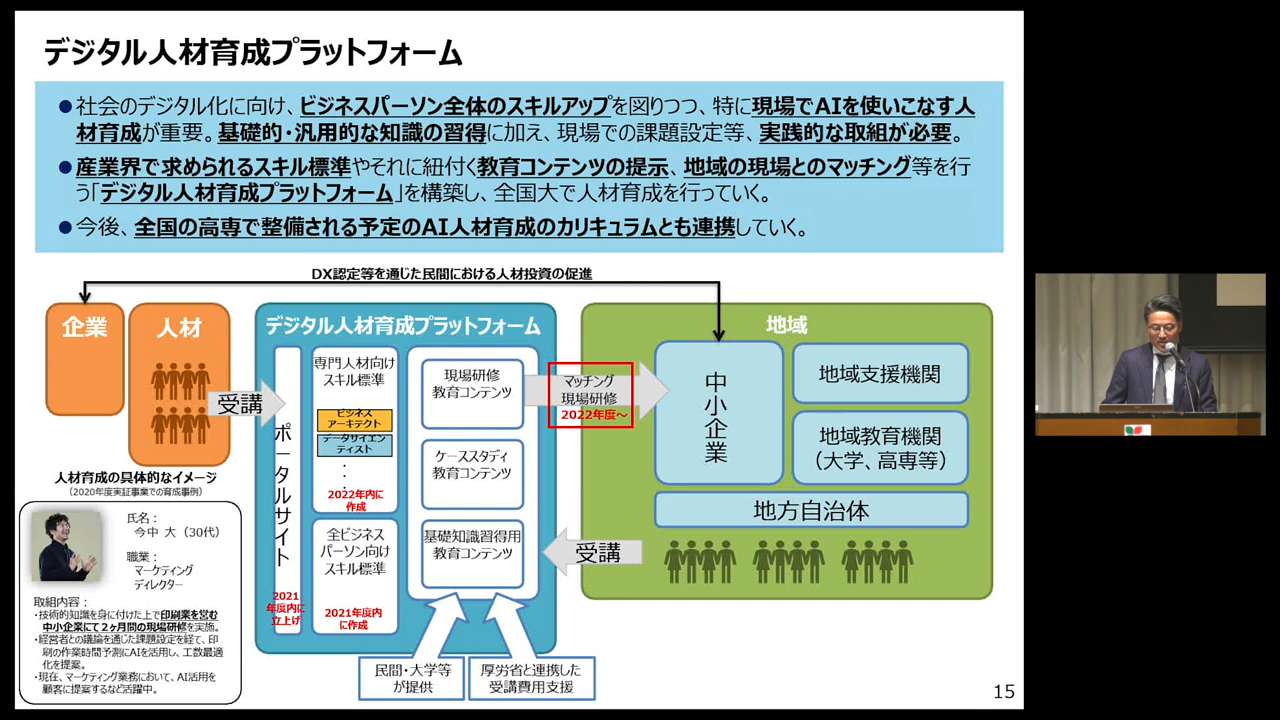 デジタル人材育成プラットフォーム
●社会のデジタル化に向け、ビジネスパーソン全体のスキルアップを図りつつ、特に現場でAIを使いこなす人
材育成が重要。基礎的・汎用的な知識の習得に加え、現場での課題設定等、実践的な取組が必要。
●産業界で求められるスキル標準やそれに紐付く教育コンテンツの提示、地域の現場とのマッチング等を行
う「デジタル人材育成プラットフォーム」を構築し、全国大で人材育成を行っていく。
●今後、全国の高専で整備される予定のAI人材育成のカリキュラムとも連携していく。
DX認定等を通じた民間における人材投資の促進
企業
人材
受講
デジタル人材育成プラットフォーム
ポータルサイト
2021
年度内に
立上げ
専門人材向け
スキル標準
ビジネス
アーキテクト
データサイエン
ティスト
：
．
2022年内に
作成
全ビジネス
パーソン向け
スキル標準
2021年度内
に作成
現場研修
教育コンテンツ
ケーススタディ
教育コンテンツ
基礎知識習得用
教育コンテンツ
マッチング
現場研修
2022年度～
地域
中小企業
地域支援機関
地域教育機関
（大学、高専等）
地方自治体
受講
民間・大学等
が提供
厚労省と連携した
受講費用支援
人材育成の具体的なイメージ
（2020年度実証事業での育成事例）
氏名：
今中 大（30代）
職業：
マーケティング
ディレクター
取組内容：
・技術的知識を身に付けた上で印刷業を営む
中小企業にて２ヶ月間の現場研修を実施。
・経営者との議論を通じた課題設定を経て、印
刷の作業時間予測にAIを活用し、工数最適
化を提案。
・現在、マーケティング業務において、AI活用を
顧客に提案するなど活躍中。
15